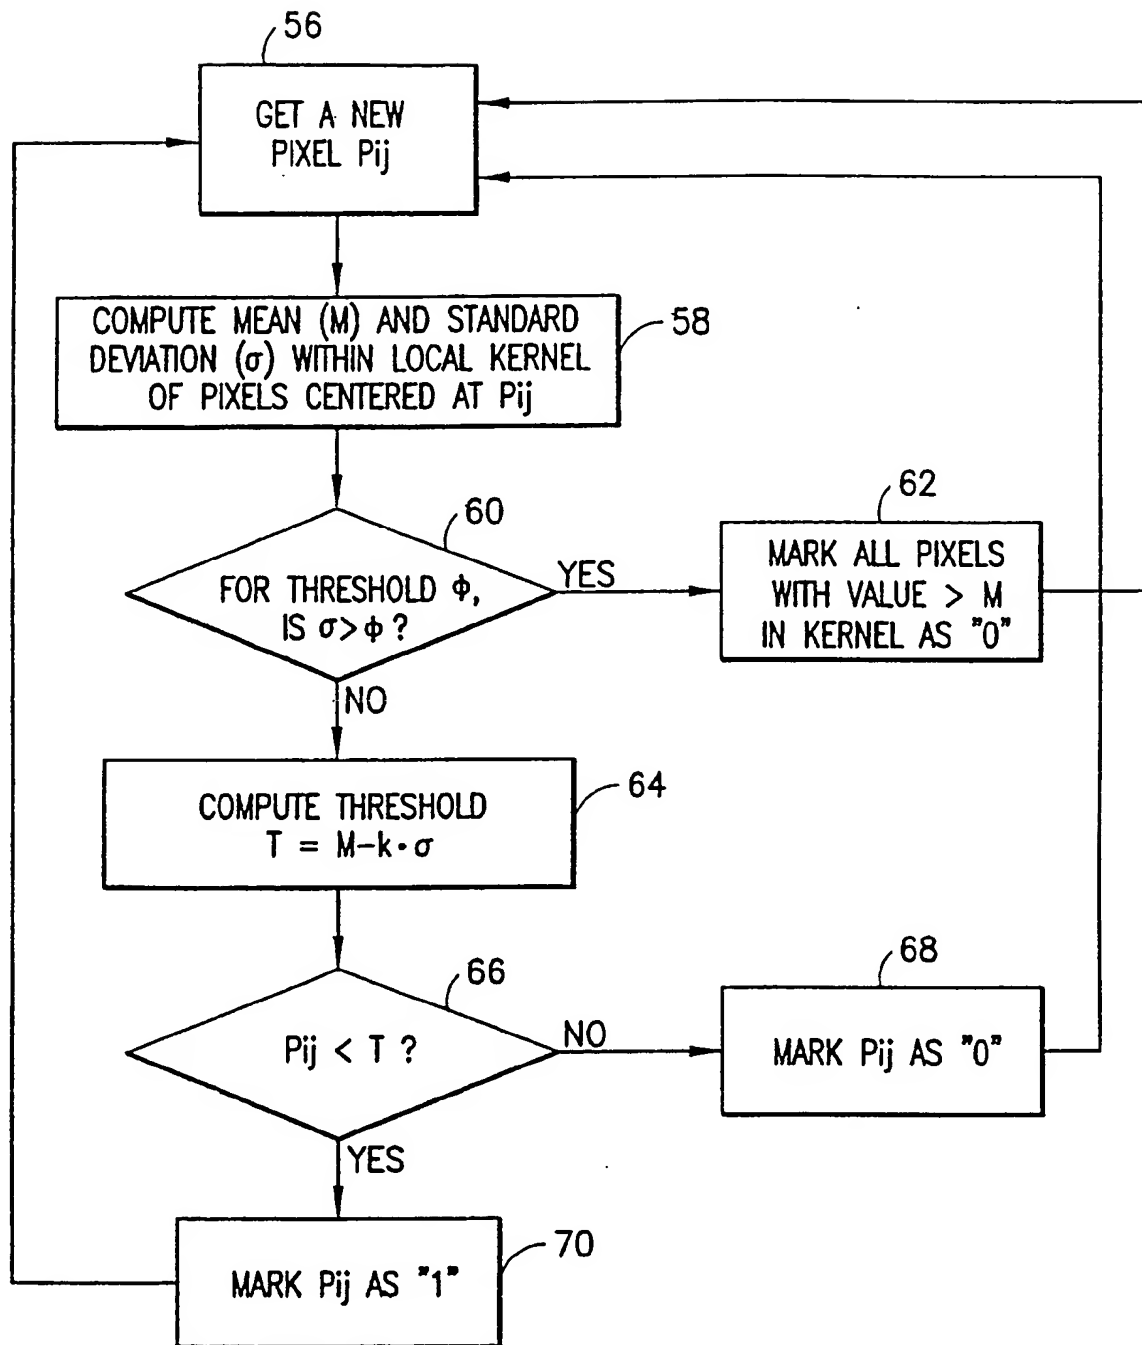 56
GET A NEW
PIXEL Pij
COMPUTE MEAN (M) AND STANDARD
DEVIATION (σ) WITHIN LOCAL KERNEL
OF PIXELS CENTERED AT Pij
58
60
FOR THRESHOLD ϕ,
IS σ>ϕ ?
YES
62
MARK ALL PIXELS
WITH VALUE > M
IN KERNEL AS "0"
NO
COMPUTE THRESHOLD
T = M-k•σ
64
66
Pij < T ?
NO
68
MARK Pij AS "0"
YES
70
MARK Pij AS "1"